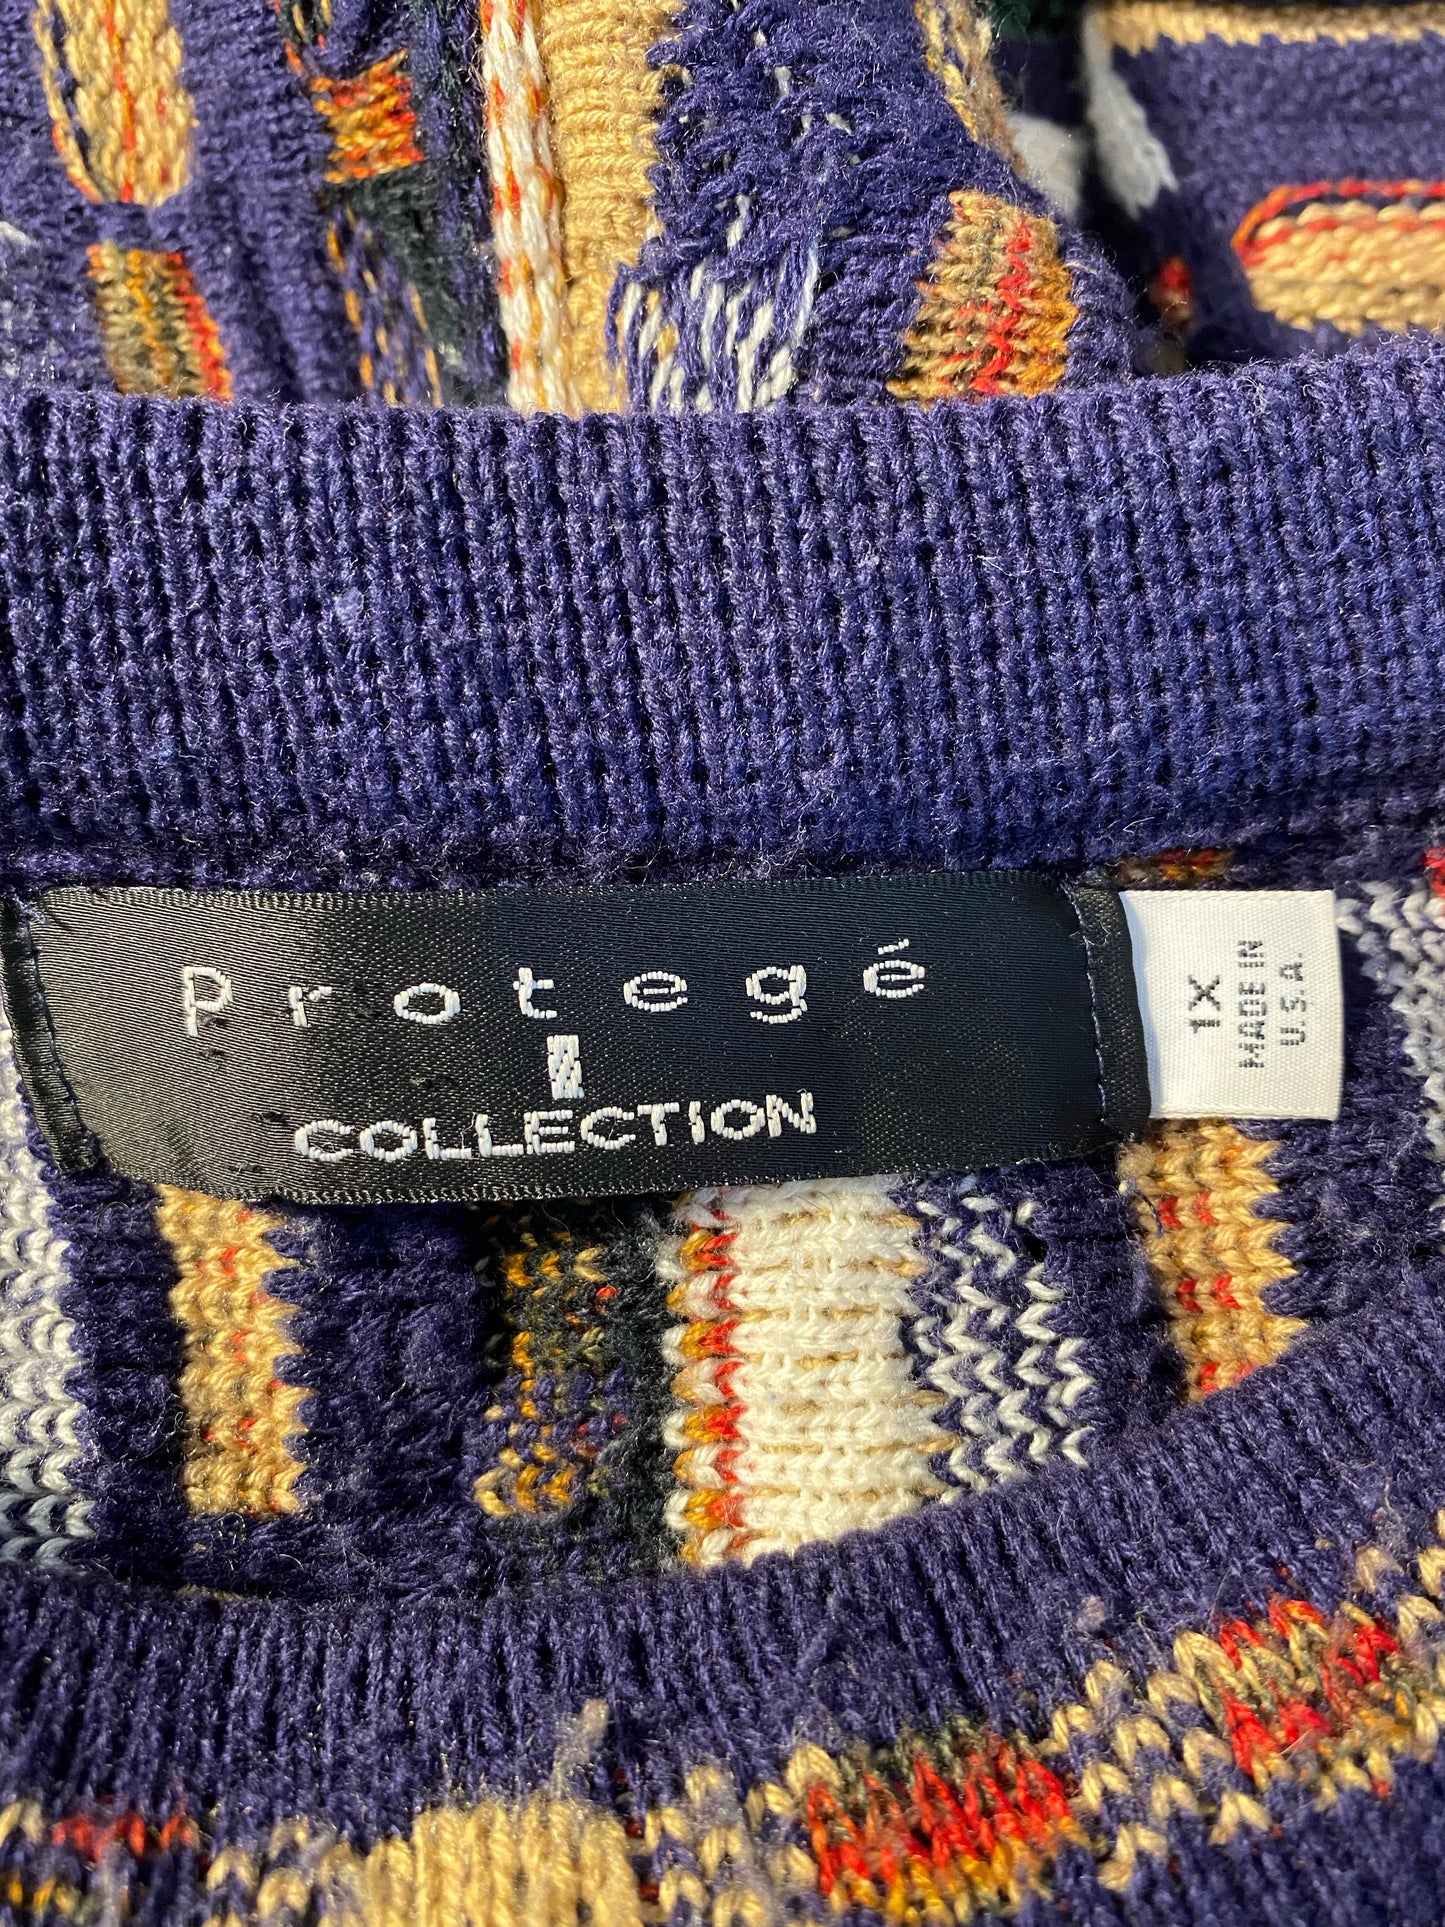 Protegé
COLLECTION
1X
MADE IN
U.S.A.